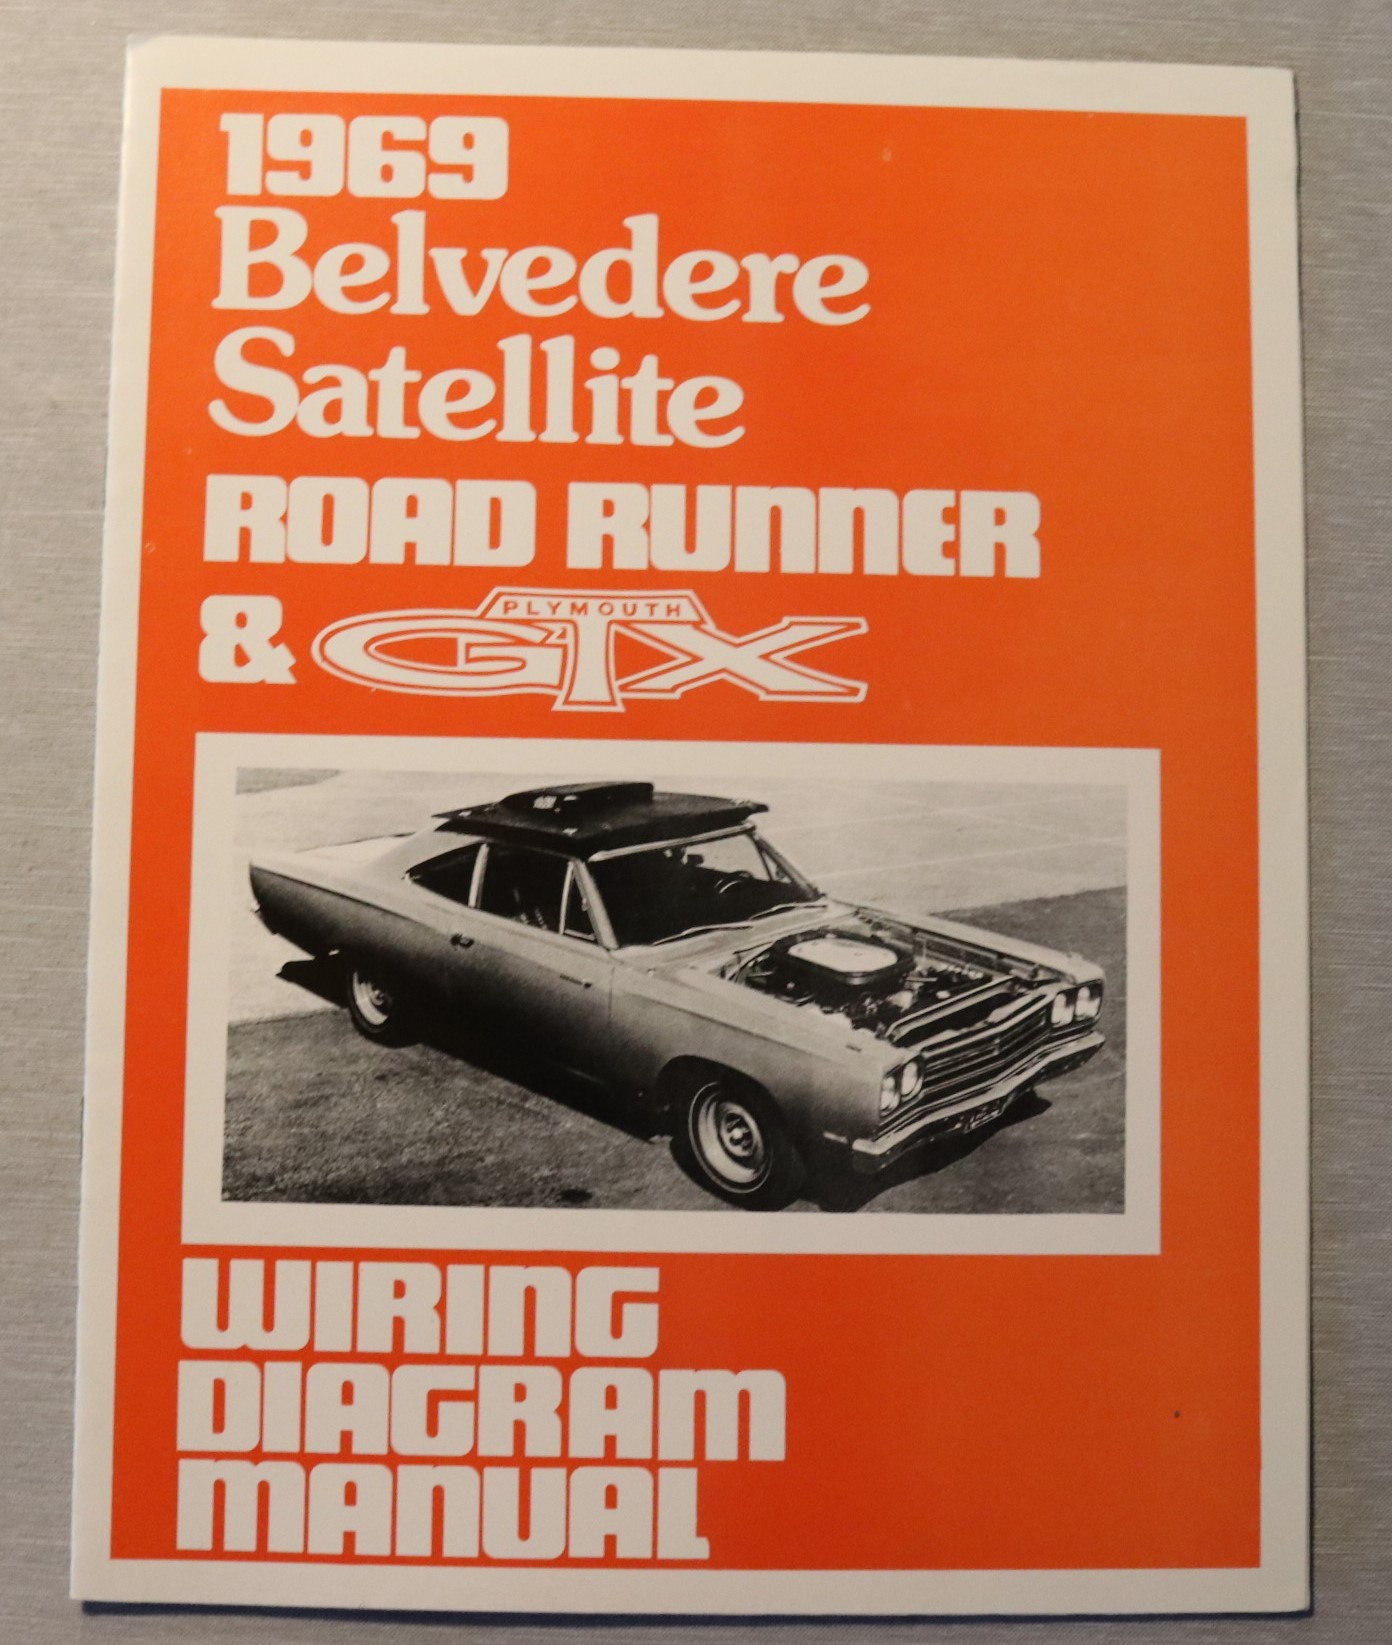 1969
Belvedere
Satellite
ROAD RUNNER
& PLYMOUTH
GTX
WIRING
DIAGRAM
MANUAL